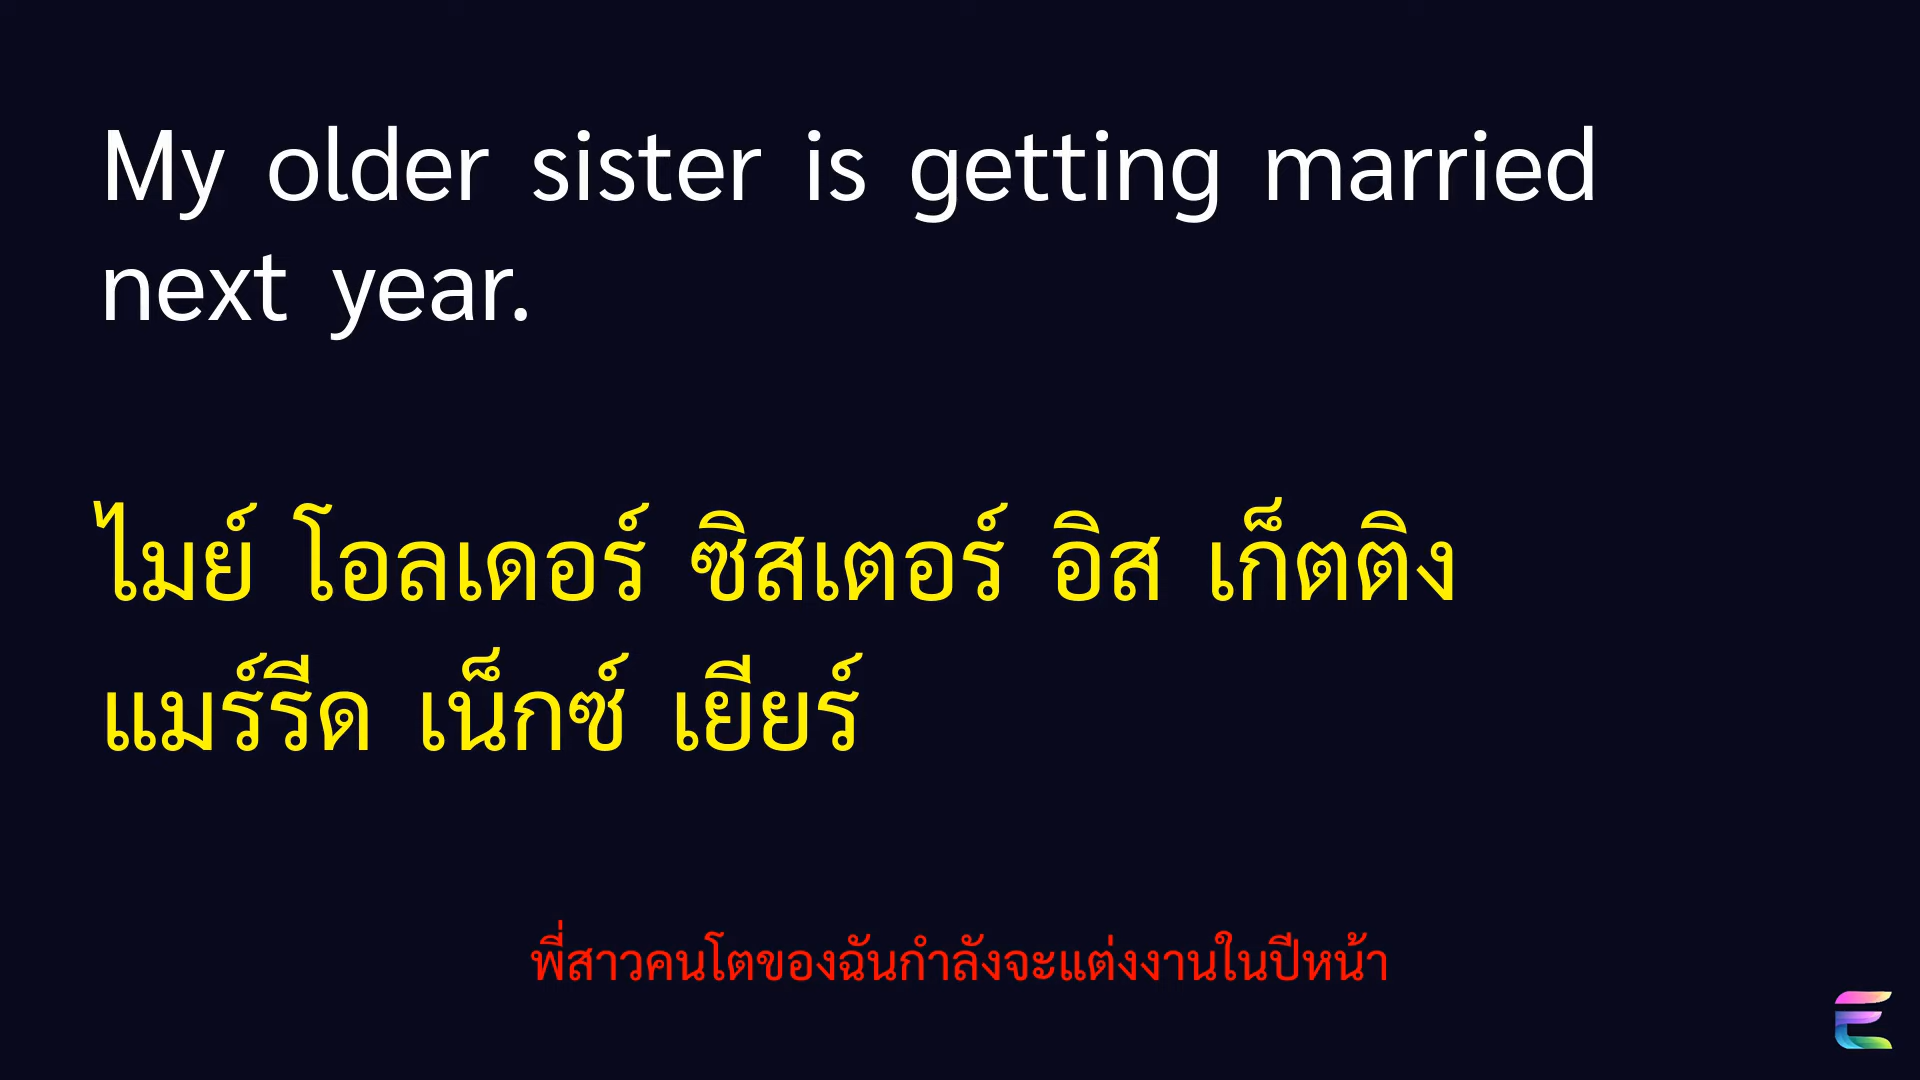 My older sister is getting married
next year.
ไมย์ โอลเดอร์ ซิสเตอร์ อิส เก็ตติง
แมร์รีด เน็กซ์ เยียร์
พี่สาวคนโตของฉันกำลังจะแต่งงานในปีหน้า